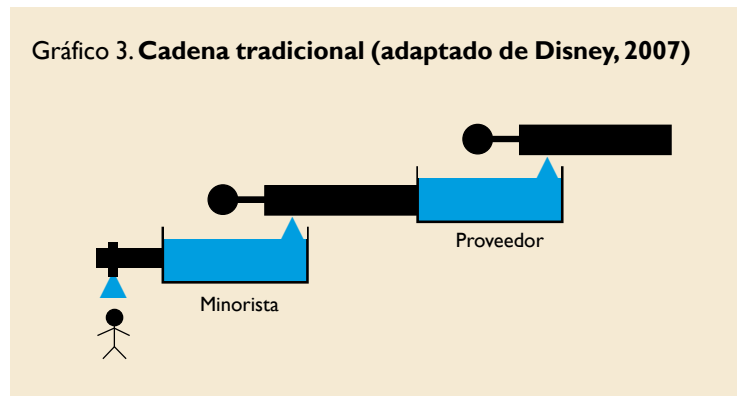 Gráfico 3. Cadena tradicional (adaptado de Disney, 2007)
Proveedor
Minorista